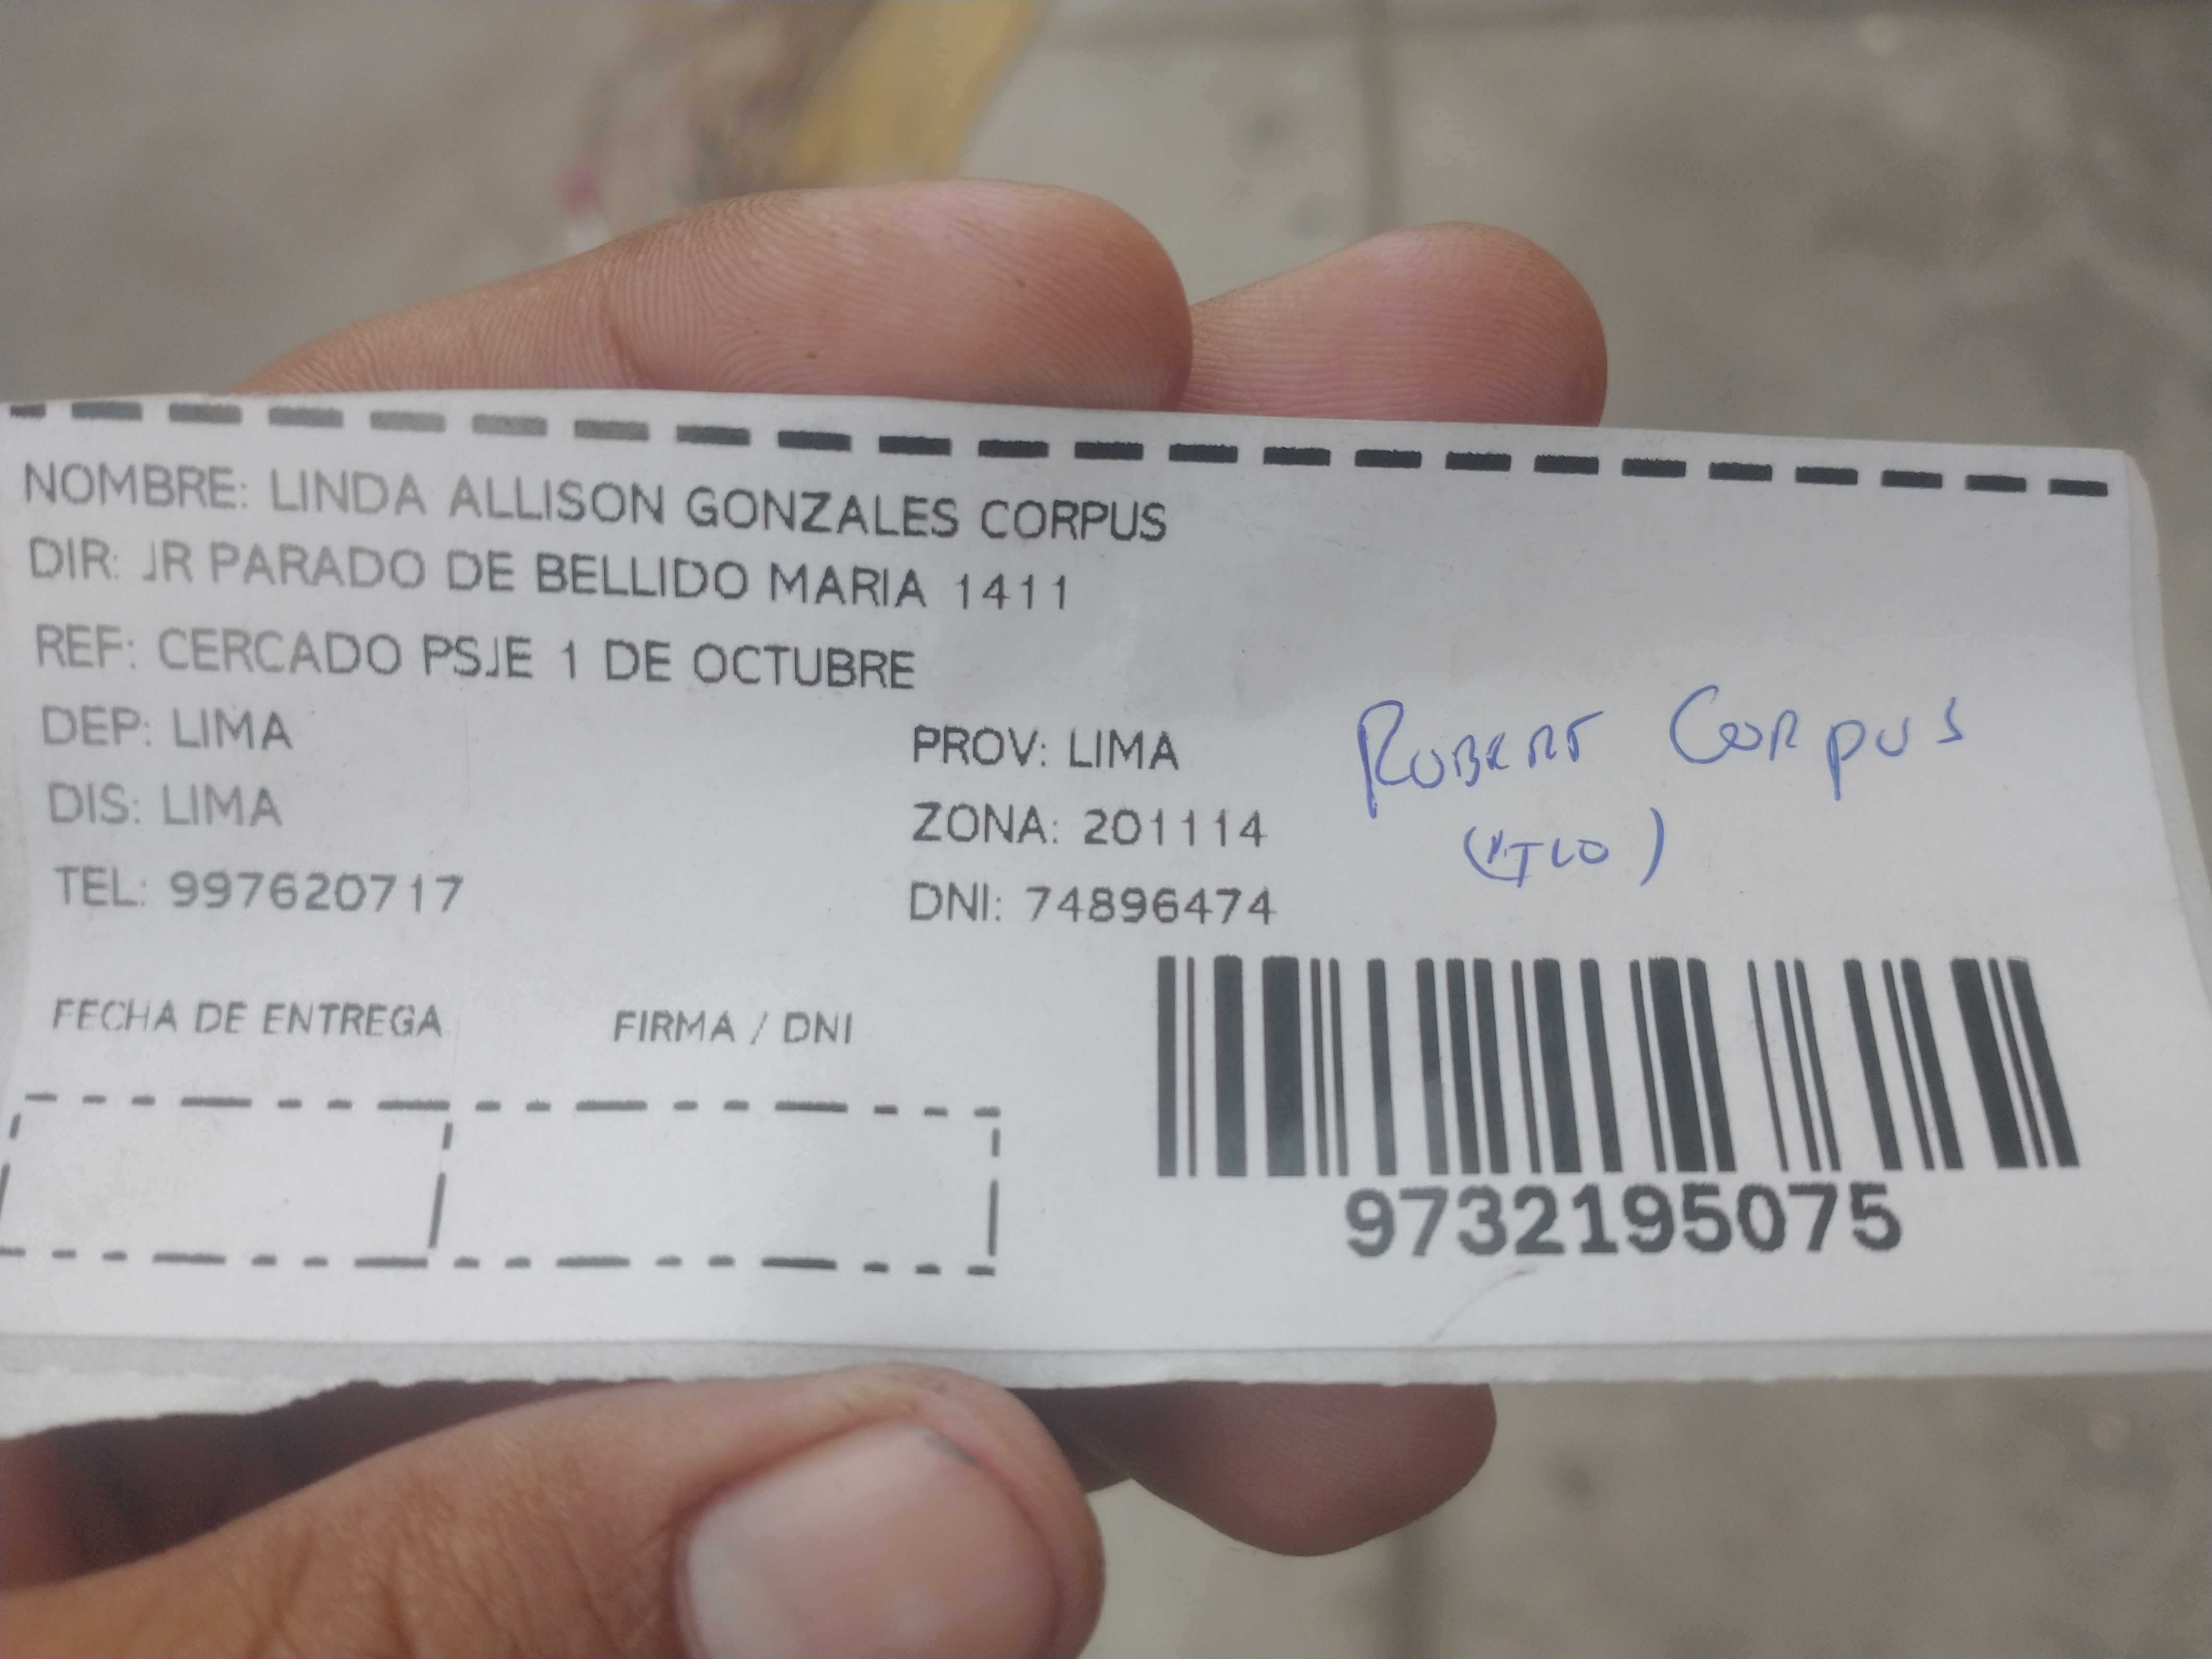 NOMBRE: LINDA ALLISON GONZALES CORPUS
DIR: JR PARADO DE BELLIDO MARIA 1411
REF: CERCADO PSJE 1 DE OCTUBRE
DEP: LIMA
PROV: LIMA
DIS: LIMA
ZONA: 201114
TEL: 997620717
DNI: 74896474
Robert Corpus
FECHA DE ENTREGA
FIRMA / DNI
9732195075